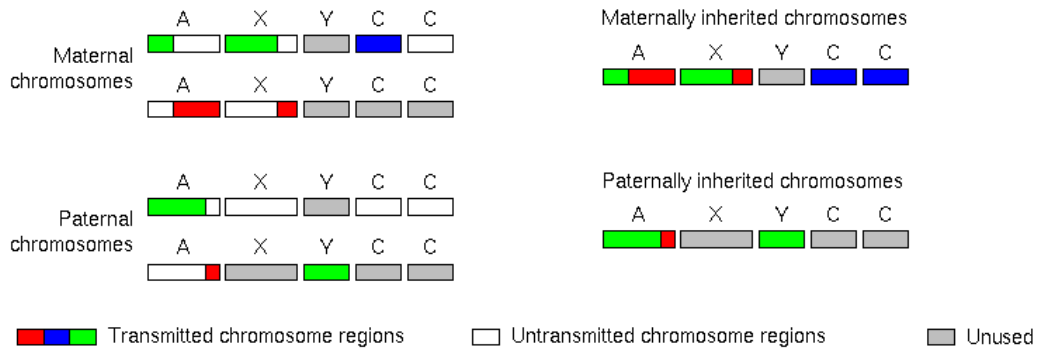 A X Y C C
Maternal
chromosomes
A X Y C C
Maternally inherited chromosomes
A X Y C C
A X Y C C
Paternal
chromosomes
A X Y C C
Paternally inherited chromosomes
A X Y C C
Transmitted chromosome regions
Untransmitted chromosome regions
Unused